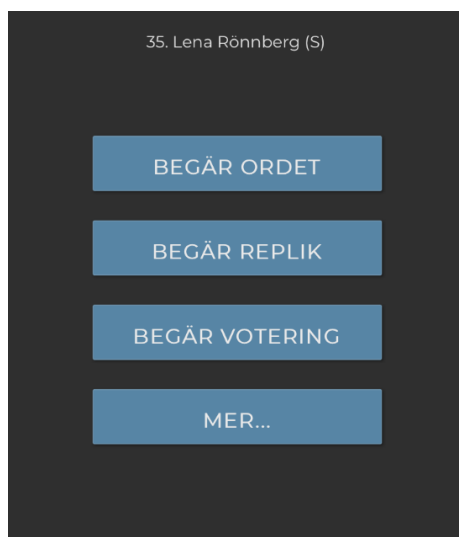 35. Lena Rönnberg (S)
BEGÄR ORDET
BEGÄR REPLIK
BEGÄR VOTERING
MER...